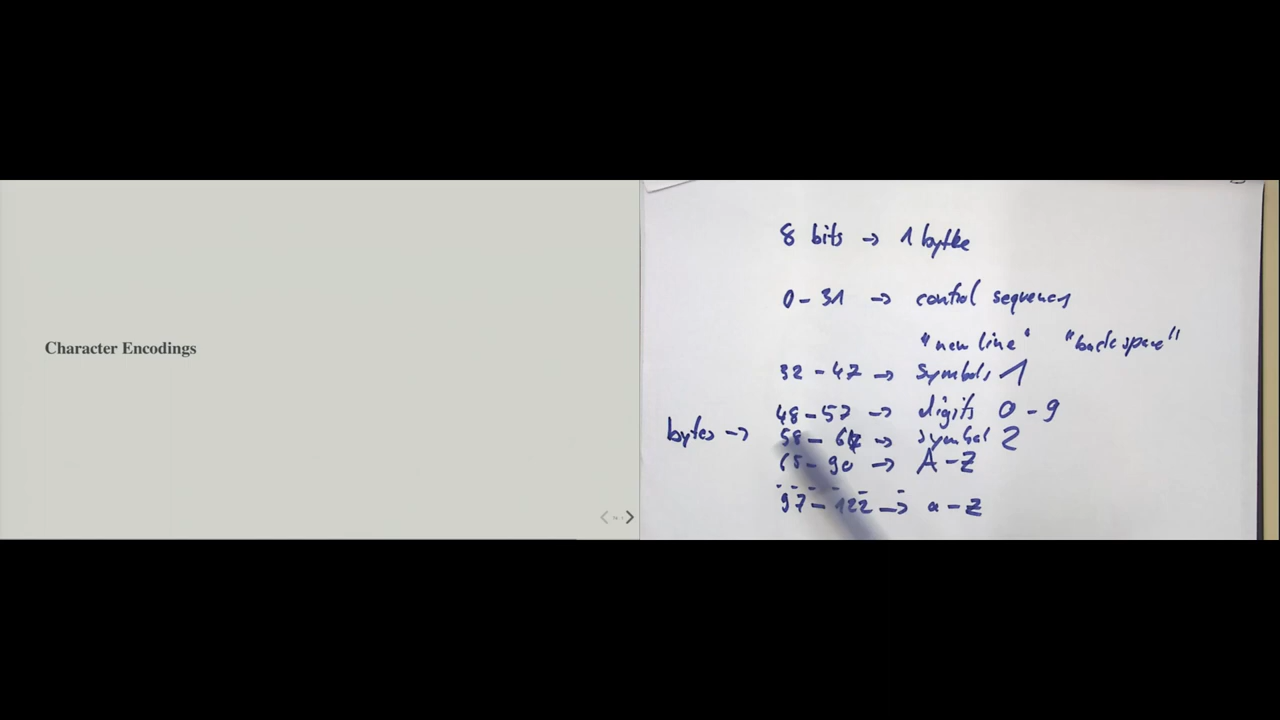 Character Encodings
8 bits -> 1 byte
0 - 31 -> control sequences
"new line" "backspace"
32 - 47 -> symbols 1
48 - 57 -> digits 0 - 9
bytes -> 58 - 64 -> symbol 2
65 - 90 -> A - Z
97 - 122 -> a - z